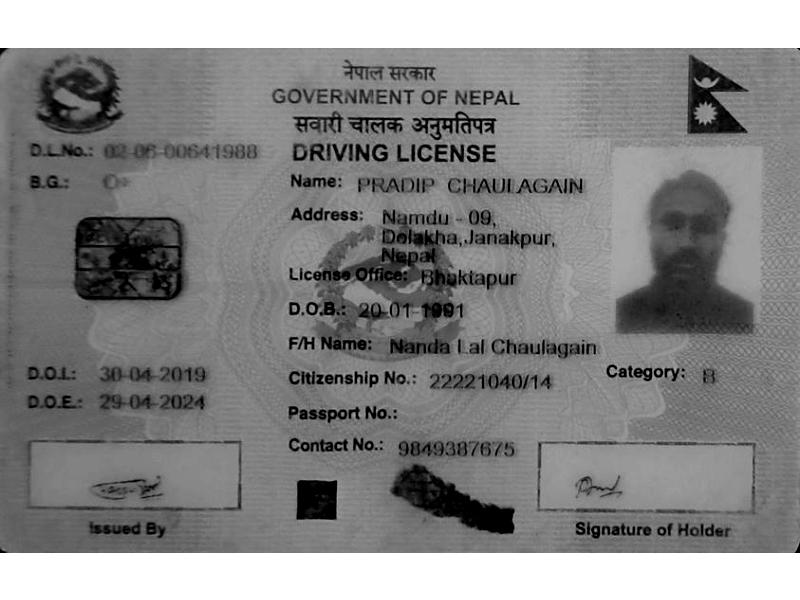 नेपाल सरकार
GOVERNMENT OF NEPAL
सवारी चालक अनुमतिपत्र
D.L.No.: 02-06-00641988
DRIVING LICENSE
B.G.: O+
Name: PRADIP CHAULAGAIN
Address: Namdu - 09,
Dolakha,Janakpur,
Nepal
License Office: Bhaktapur
D.O.B.: 20-01-1991
F/H Name: Nanda Lal Chaulagain
D.O.I.: 30-04-2019
Citizenship No.: 22221040/14
Category: B
D.O.E.: 29-04-2024
Passport No.:
Contact No.: 9849387675
Issued By
Signature of Holder